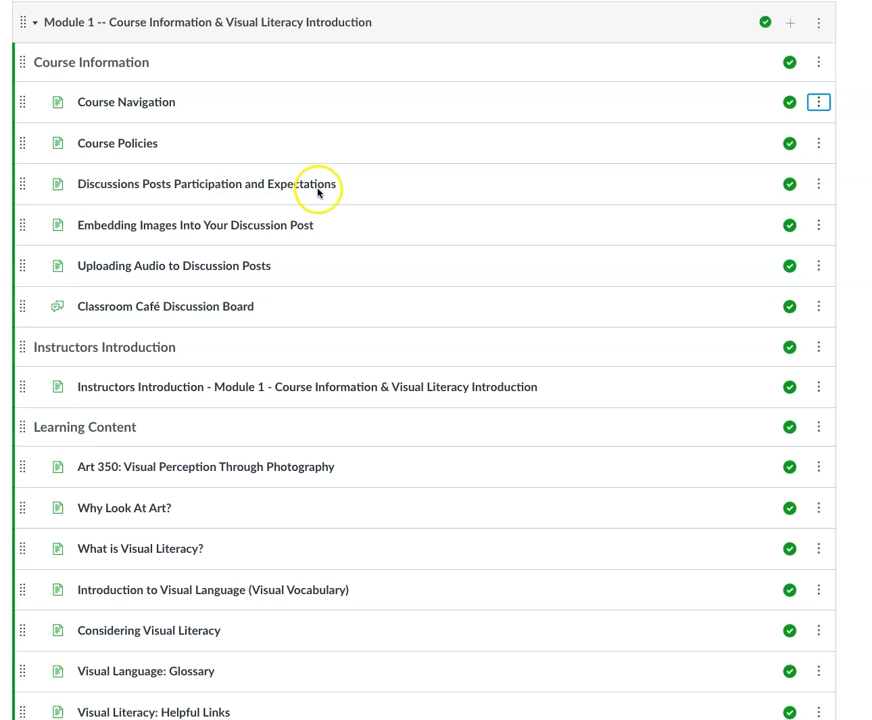 Module 1 -- Course Information & Visual Literacy Introduction
Course Information
Course Navigation
Course Policies
Discussions Posts Participation and Expectations
Embedding Images Into Your Discussion Post
Uploading Audio to Discussion Posts
Classroom Café Discussion Board
Instructors Introduction
Instructors Introduction - Module 1 - Course Information & Visual Literacy Introduction
Learning Content
Art 350: Visual Perception Through Photography
Why Look At Art?
What is Visual Literacy?
Introduction to Visual Language (Visual Vocabulary)
Considering Visual Literacy
Visual Language: Glossary
Visual Literacy: Helpful Links